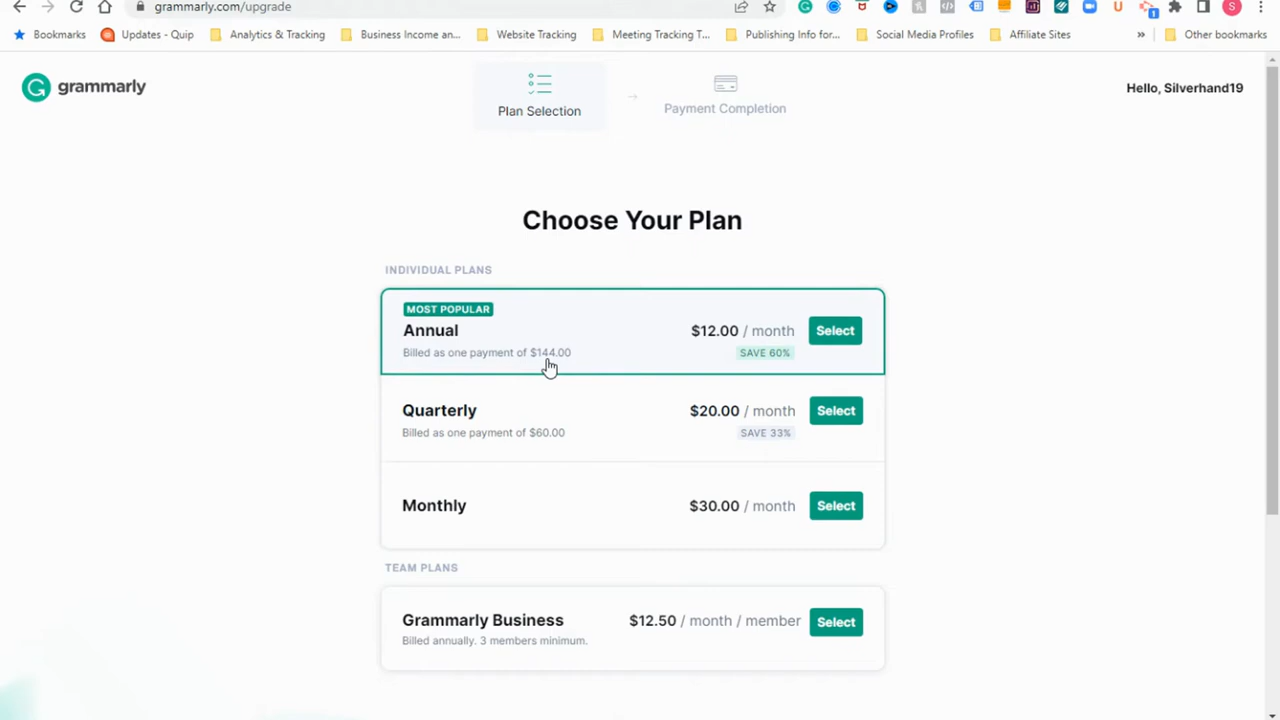 grammarly.com/upgrade
Bookmarks Updates - Quip Analytics & Tracking Business Income an... Website Tracking Meeting Tracking T... Publishing Info for... Social Media Profiles Affiliate Sites » Other bookmarks
grammarly
Plan Selection → Payment Completion
Hello, Silverhand19
Choose Your Plan
INDIVIDUAL PLANS
MOST POPULAR
Annual $12.00 / month Select
Billed as one payment of $144.00 SAVE 60%
Quarterly $20.00 / month Select
Billed as one payment of $60.00 SAVE 33%
Monthly $30.00 / month Select
TEAM PLANS
Grammarly Business $12.50 / month / member Select
Billed annually. 3 members minimum.